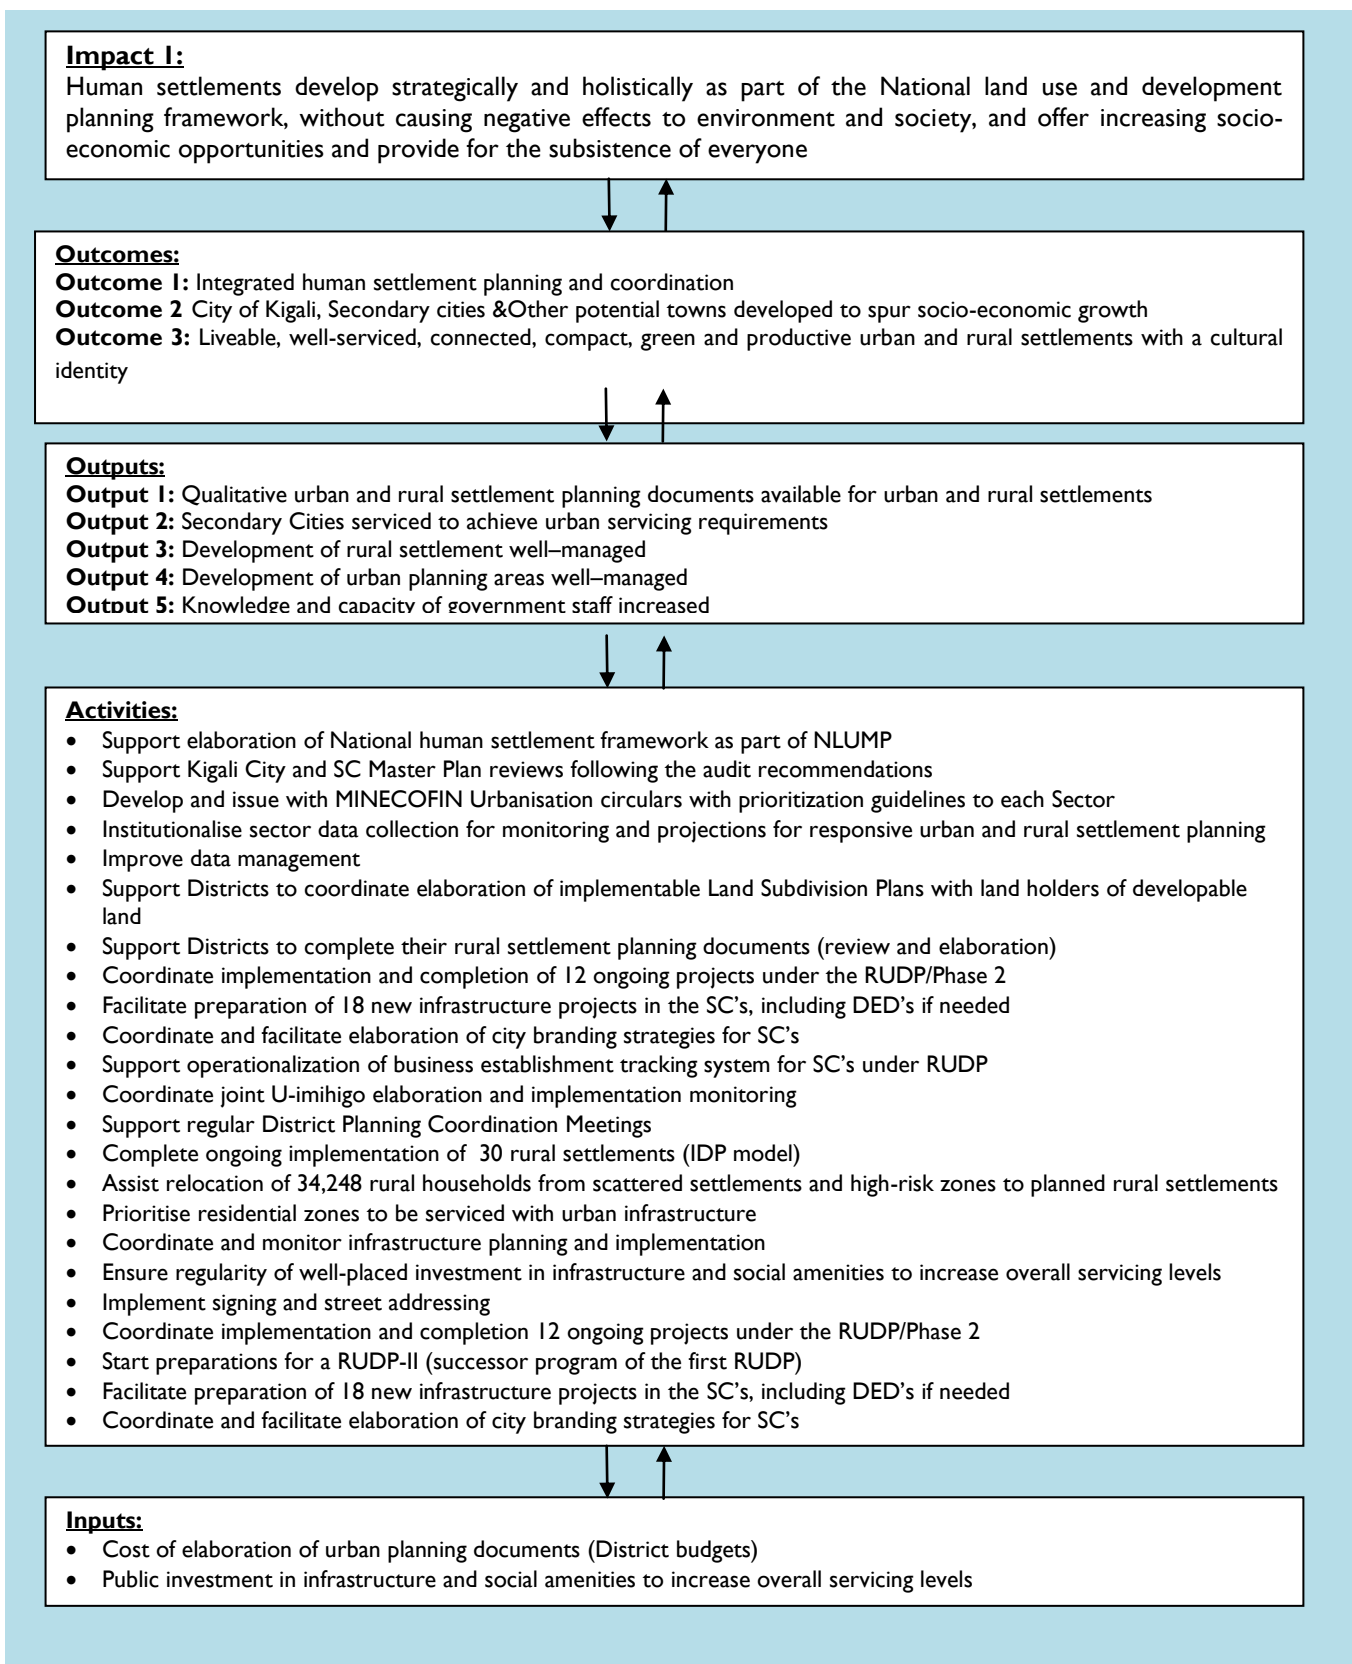 Impact 1:
Human settlements develop strategically and holistically as part of the National land use and development
planning framework, without causing negative effects to environment and society, and offer increasing socio-
economic opportunities and provide for the subsistence of everyone
Outcomes:
Outcome 1: Integrated human settlement planning and coordination
Outcome 2 City of Kigali, Secondary cities &Other potential towns developed to spur socio-economic growth
Outcome 3: Liveable, well-serviced, connected, compact, green and productive urban and rural settlements with a cultural
identity
Outputs:
Output 1: Qualitative urban and rural settlement planning documents available for urban and rural settlements
Output 2: Secondary Cities serviced to achieve urban servicing requirements
Output 3: Development of rural settlement well–managed
Output 4: Development of urban planning areas well–managed
Output 5: Knowledge and capacity of government staff increased
Activities:
• Support elaboration of National human settlement framework as part of NLUMP
• Support Kigali City and SC Master Plan reviews following the audit recommendations
• Develop and issue with MINECOFIN Urbanisation circulars with prioritization guidelines to each Sector
• Institutionalise sector data collection for monitoring and projections for responsive urban and rural settlement planning
• Improve data management
• Support Districts to coordinate elaboration of implementable Land Subdivision Plans with land holders of developable
land
• Support Districts to complete their rural settlement planning documents (review and elaboration)
• Coordinate implementation and completion of 12 ongoing projects under the RUDP/Phase 2
• Facilitate preparation of 18 new infrastructure projects in the SC’s, including DED’s if needed
• Coordinate and facilitate elaboration of city branding strategies for SC’s
• Support operationalization of business establishment tracking system for SC’s under RUDP
• Coordinate joint U-imihigo elaboration and implementation monitoring
• Support regular District Planning Coordination Meetings
• Complete ongoing implementation of 30 rural settlements (IDP model)
• Assist relocation of 34,248 rural households from scattered settlements and high-risk zones to planned rural settlements
• Prioritise residential zones to be serviced with urban infrastructure
• Coordinate and monitor infrastructure planning and implementation
• Ensure regularity of well-placed investment in infrastructure and social amenities to increase overall servicing levels
• Implement signing and street addressing
• Coordinate implementation and completion 12 ongoing projects under the RUDP/Phase 2
• Start preparations for a RUDP-II (successor program of the first RUDP)
• Facilitate preparation of 18 new infrastructure projects in the SC’s, including DED’s if needed
• Coordinate and facilitate elaboration of city branding strategies for SC’s
Inputs:
• Cost of elaboration of urban planning documents (District budgets)
• Public investment in infrastructure and social amenities to increase overall servicing levels